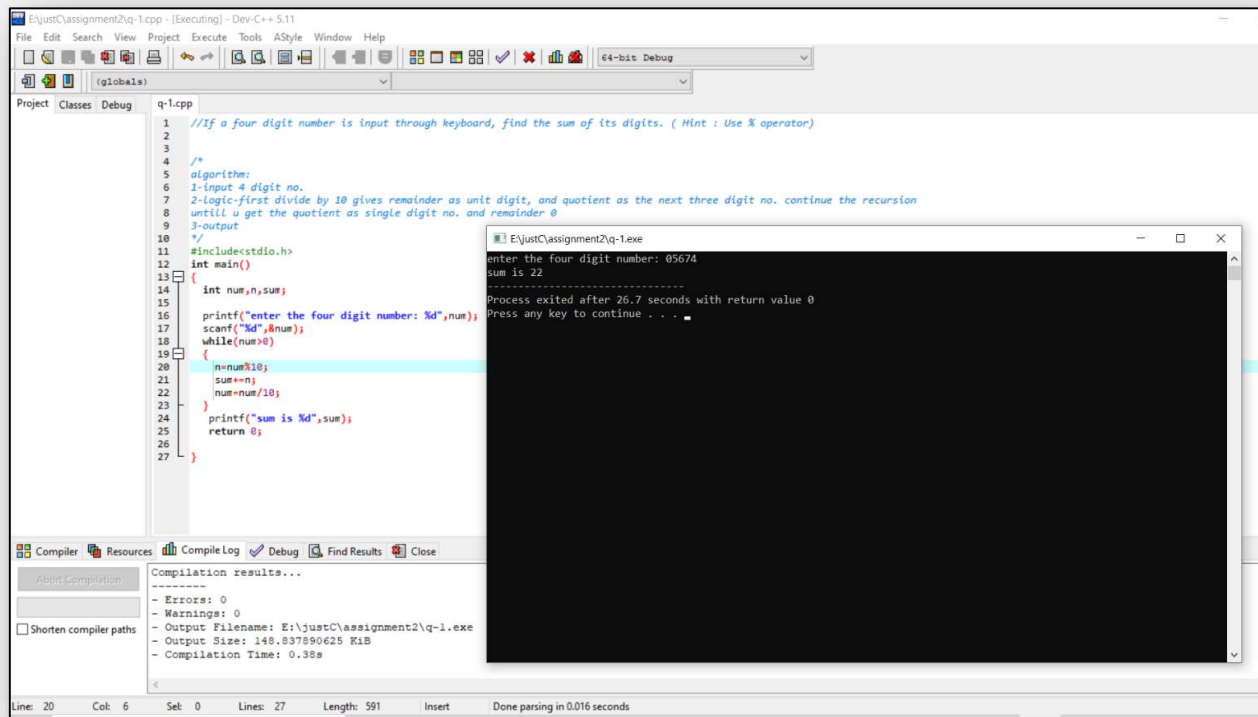 E:\justC\assignment2\q-1.cpp - [Executing] - Dev-C++ 5.11
File Edit Search View Project Execute Tools AStyle Window Help
64-bit Debug
(globals)
Project Classes Debug q-1.cpp
1 //If a four digit number is input through keyboard, find the sum of its digits. ( Hint : Use % operator)
2
3
4 /*
5 algorithm:
6 1-input 4 digit no.
7 2-logic-first divide by 10 gives remainder as unit digit, and quotient as the next three digit no. continue the recursion
8 untill u get the quotient as single digit no. and remainder 0
9 3-output
10 */
11 #include<stdio.h>
12 int main()
13 {
14 int num,n,sum;
15
16 printf("enter the four digit number: %d",num);
17 scanf("%d",&num);
18 while(num>0)
19 {
20 n=num%10;
21 sum+=n;
22 num=num/10;
23 }
24 printf("sum is %d",sum);
25 return 0;
26
27 }
E:\justC\assignment2\q-1.exe
enter the four digit number: 05674
sum is 22
--------------------------------
Process exited after 26.7 seconds with return value 0
Press any key to continue . . .
Compiler Resources Compile Log Debug Find Results Close
Abort Compilation
Shorten compiler paths
Compilation results...
--------
- Errors: 0
- Warnings: 0
- Output Filename: E:\justC\assignment2\q-1.exe
- Output Size: 148.837890625 KiB
- Compilation Time: 0.38s
Line: 20 Col: 6 Sel: 0 Lines: 27 Length: 591 Insert Done parsing in 0.016 seconds